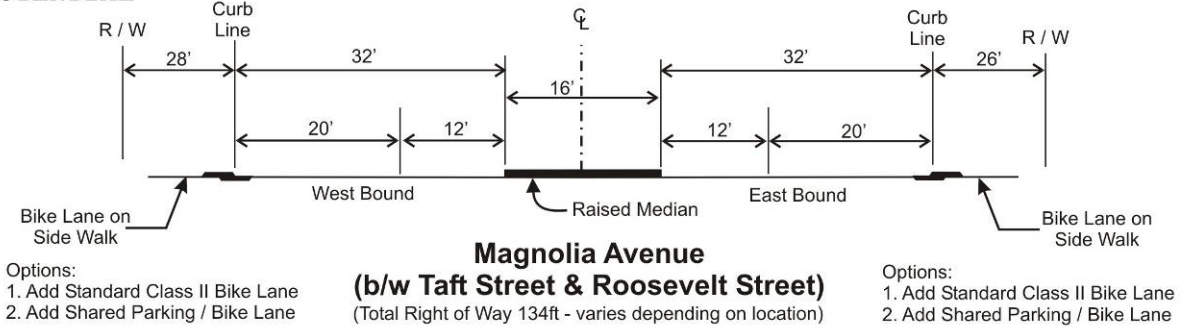 R / W
Curb
Line
℄
Curb
Line
R / W
28'
32'
32'
26'
16'
20'
12'
12'
20'
West Bound
East Bound
Raised Median
Bike Lane on
Side Walk
Bike Lane on
Side Walk
Magnolia Avenue
(b/w Taft Street & Roosevelt Street)
(Total Right of Way 134ft - varies depending on location)
Options:
1. Add Standard Class II Bike Lane
2. Add Shared Parking / Bike Lane
Options:
1. Add Standard Class II Bike Lane
2. Add Shared Parking / Bike Lane